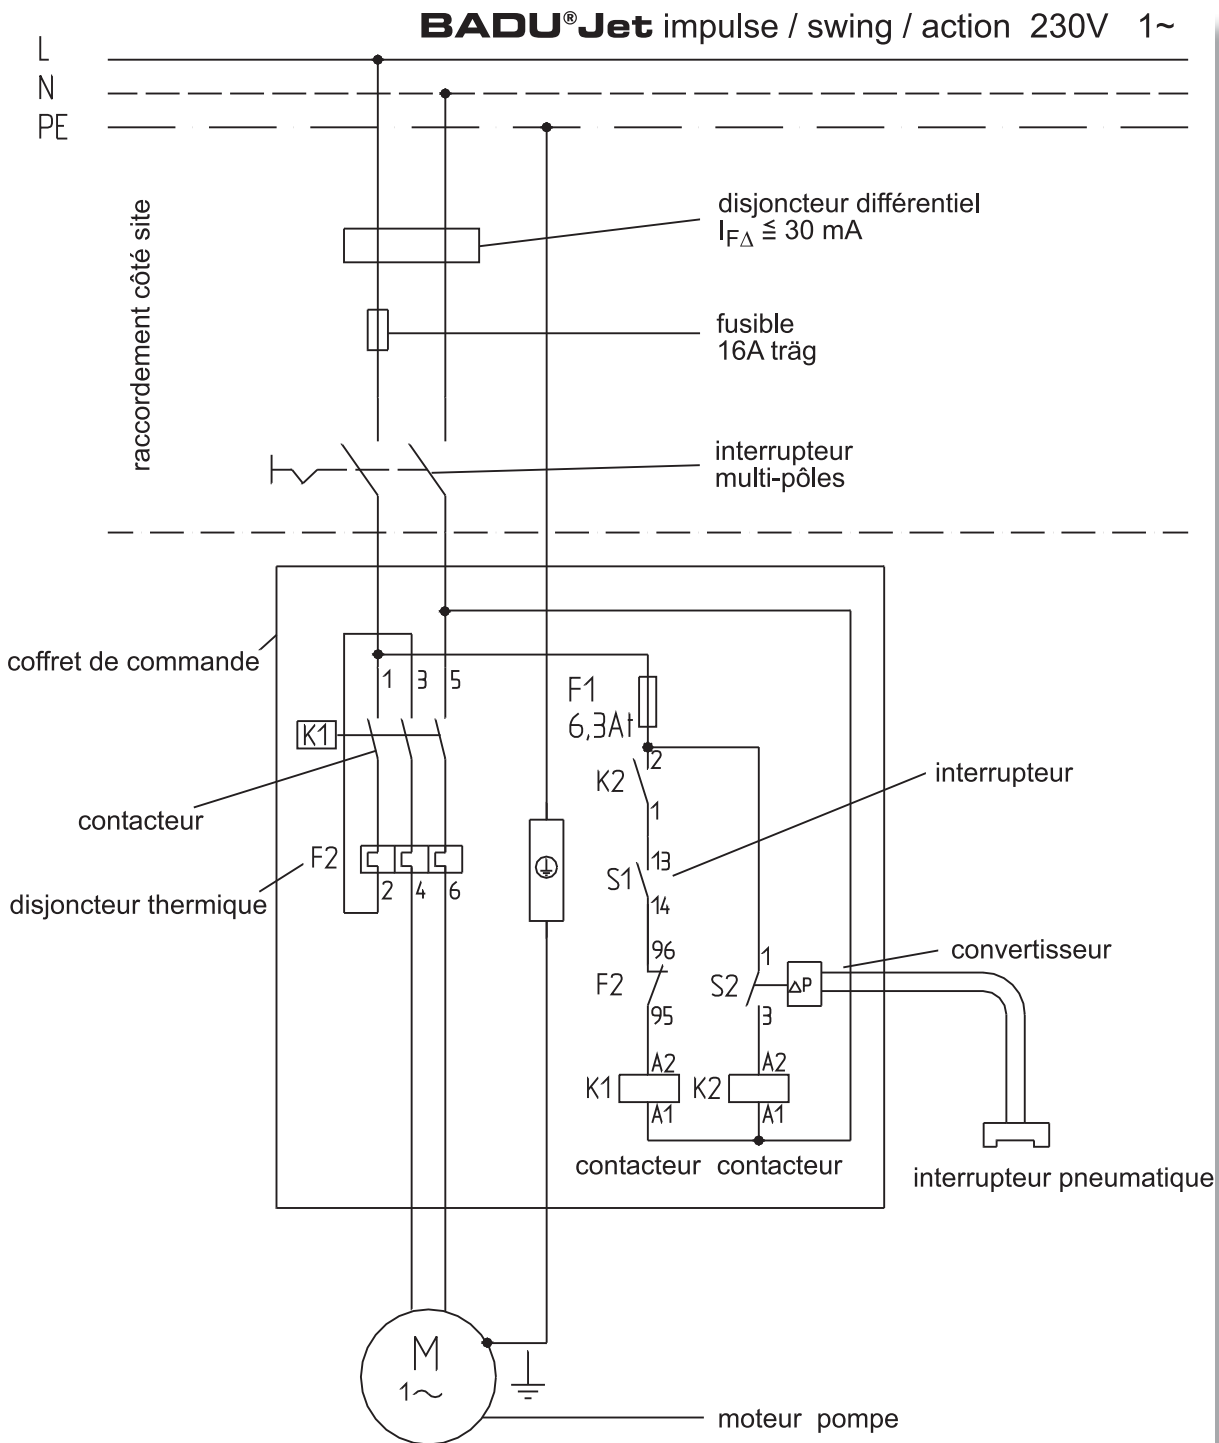 BADU®Jet impulse / swing / action 230V 1~
L
N
PE
raccordement côté site
disjoncteur différentiel
IF∆ ≦ 30 mA
fusible
16A träg
interrupteur
multi-pôles
coffret de commande
1 3 5
K1
contacteur
F2
2 4 6
disjoncteur thermique
F1
6,3At
2
K2
1
interrupteur
13
S1
14
96
F2
95
1
S2
3
∆P
convertisseur
A2
K1
A1
A2
K2
A1
contacteur contacteur
interrupteur pneumatique
M
1~
moteur pompe